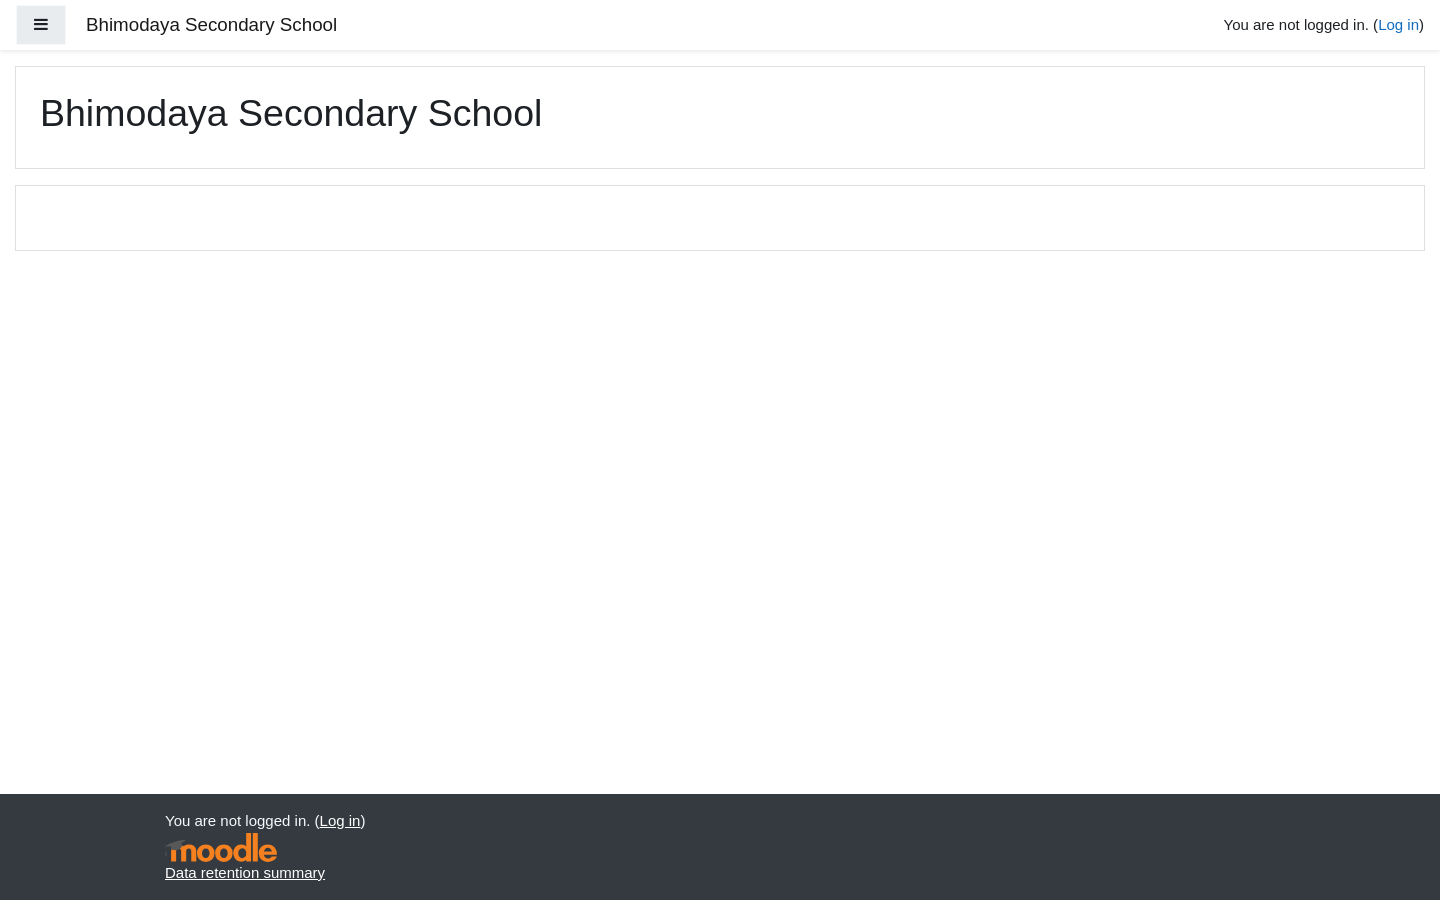 Bhimodaya Secondary School
You are not logged in. (Log in)
Bhimodaya Secondary School
You are not logged in. (Log in)
moodle
Data retention summary